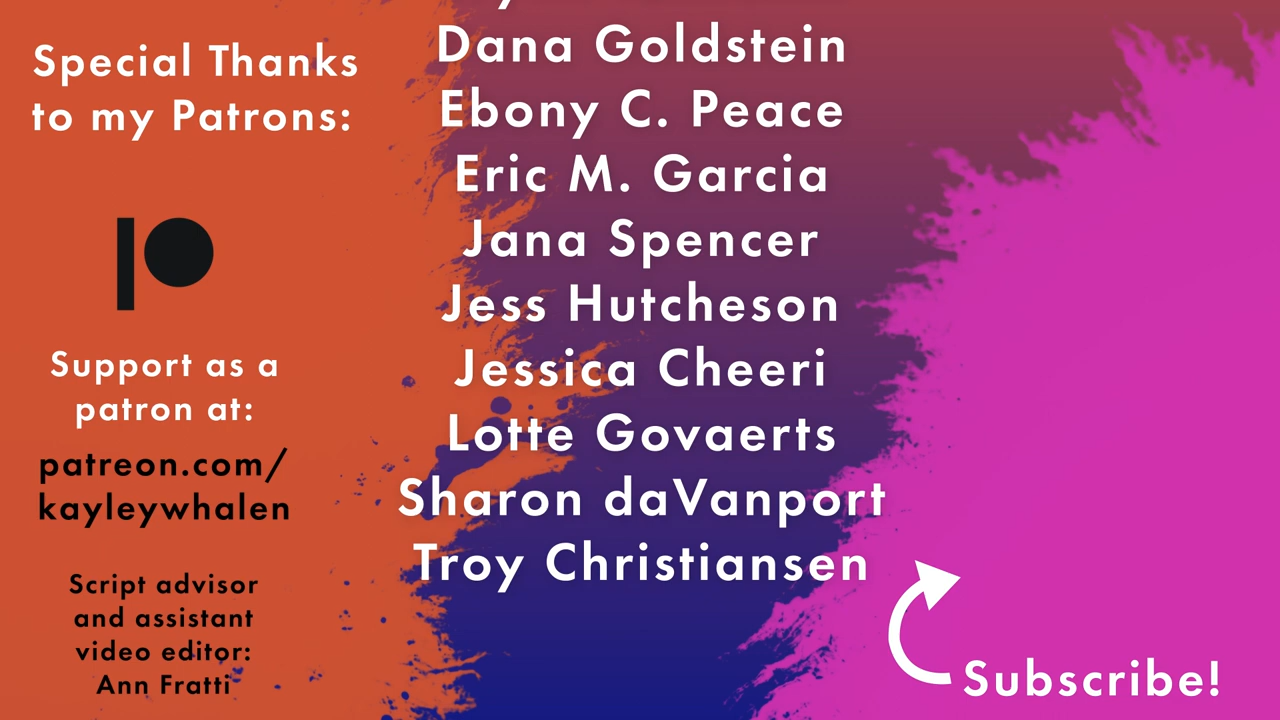 Special Thanks
to my Patrons:
Support as a
patron at:
patreon.com/
kayleywhalen
Script advisor
and assistant
video editor:
Ann Fratti
Dana Goldstein
Ebony C. Peace
Eric M. Garcia
Jana Spencer
Jess Hutcheson
Jessica Cheeri
Lotte Govaerts
Sharon daVanport
Troy Christiansen
Subscribe!